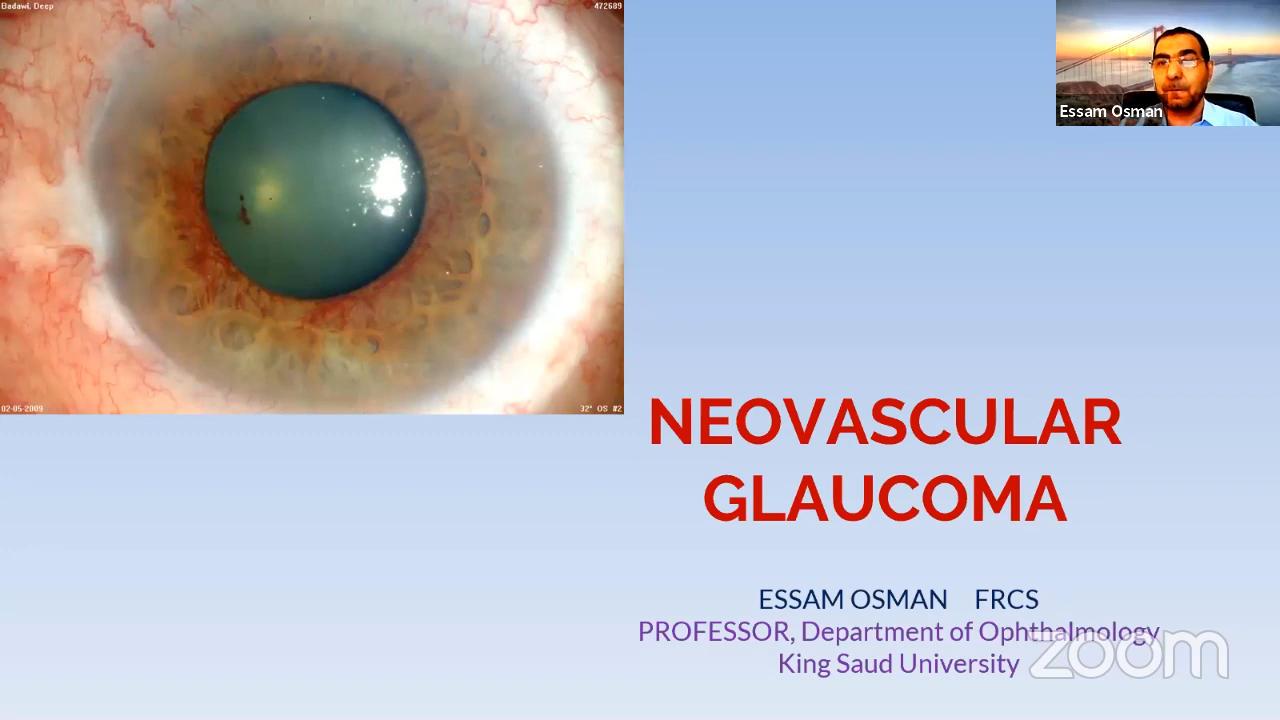 Badawi, Deep
472689
Essam Osman
02-05-2009
32° OS #2
NEOVASCULAR
GLAUCOMA
ESSAM OSMAN FRCS
PROFESSOR, Department of Ophthalmology
King Saud University
zoom